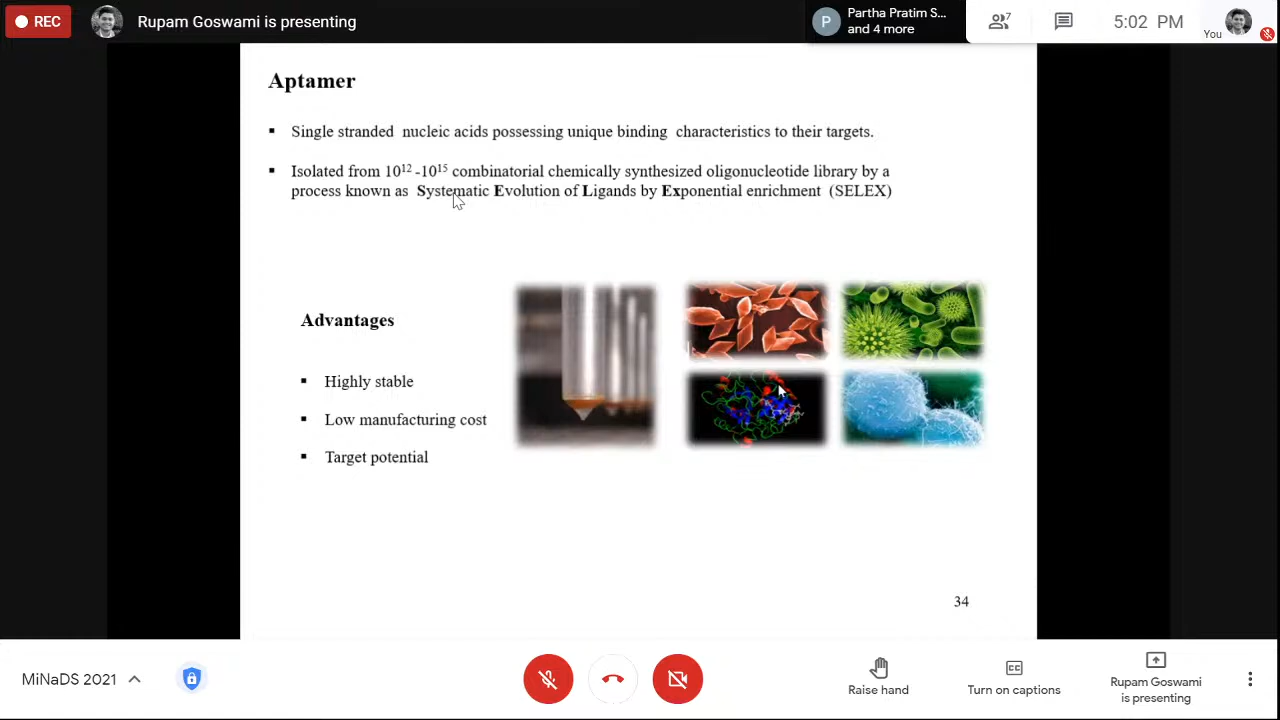 REC
Rupam Goswami is presenting
P
Partha Pratim S...
and 4 more
7
5:02 PM
You
Aptamer
▪ Single stranded nucleic acids possessing unique binding characteristics to their targets.
▪ Isolated from 10¹² -10¹⁵ combinatorial chemically synthesized oligonucleotide library by a
process known as Systematic Evolution of Ligands by Exponential enrichment (SELEX)
Advantages
▪ Highly stable
▪ Low manufacturing cost
▪ Target potential
34
MiNaDS 2021
Raise hand
CC
Turn on captions
Rupam Goswami
is presenting